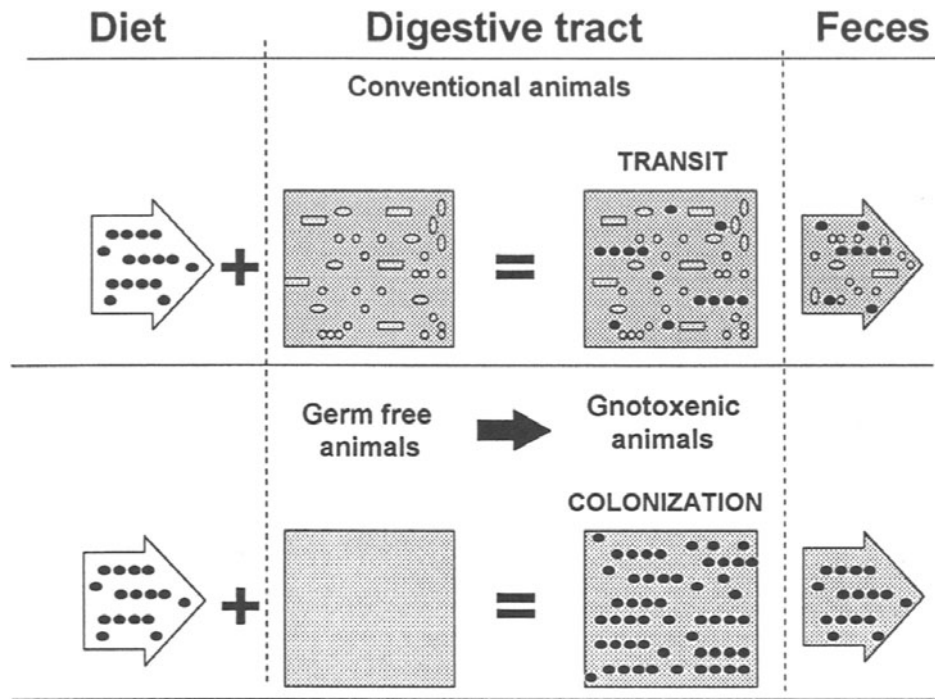 Diet Digestive tract Feces
Conventional animals
TRANSIT
+ =
Germ free Gnotoxenic
animals animals
COLONIZATION
+ =